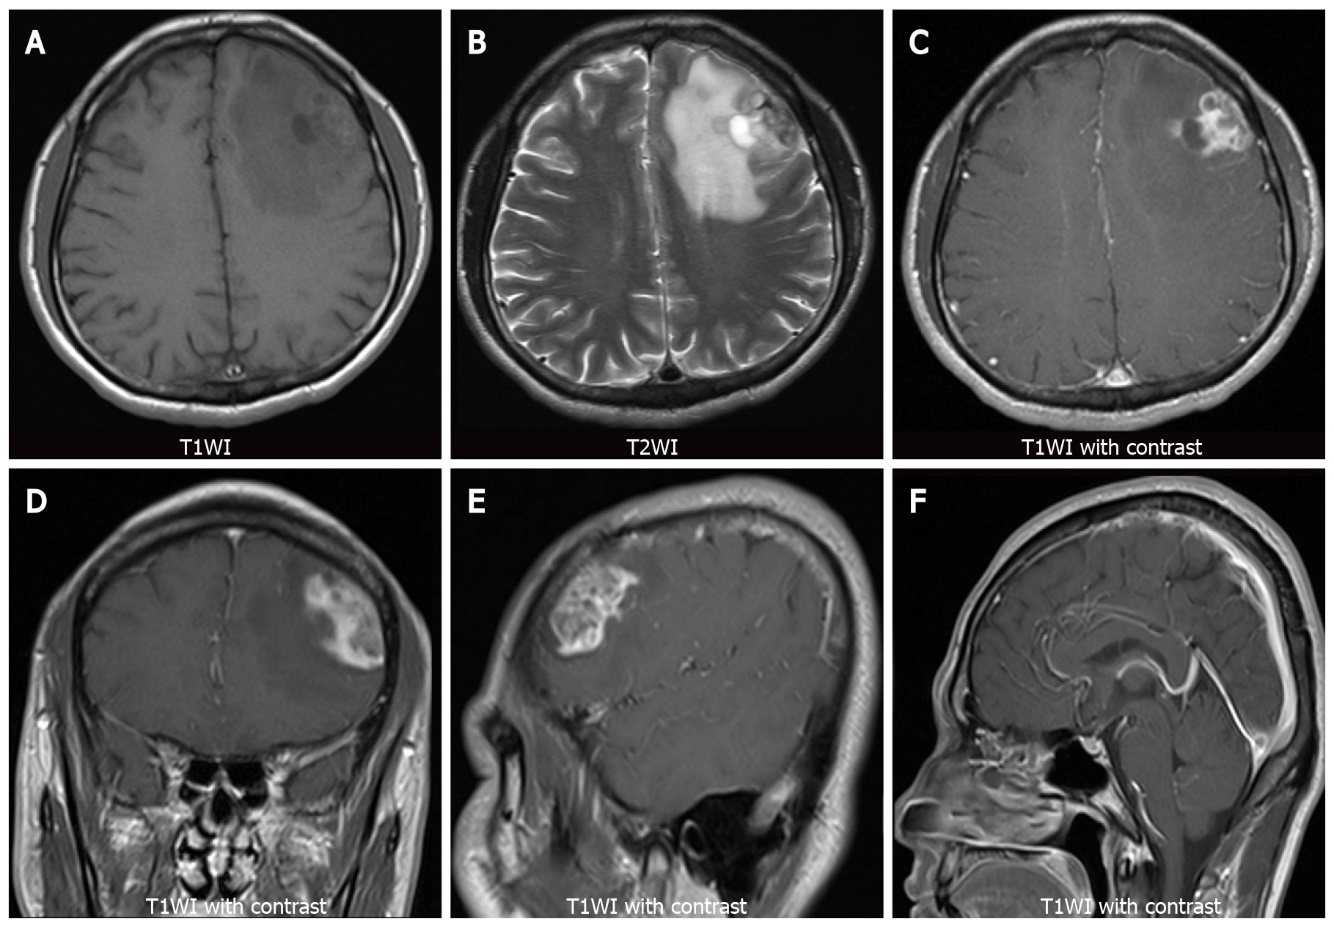 A
B
C
T1WI
T2WI
T1WI with contrast
D
E
F
T1WI with contrast
T1WI with contrast
T1WI with contrast